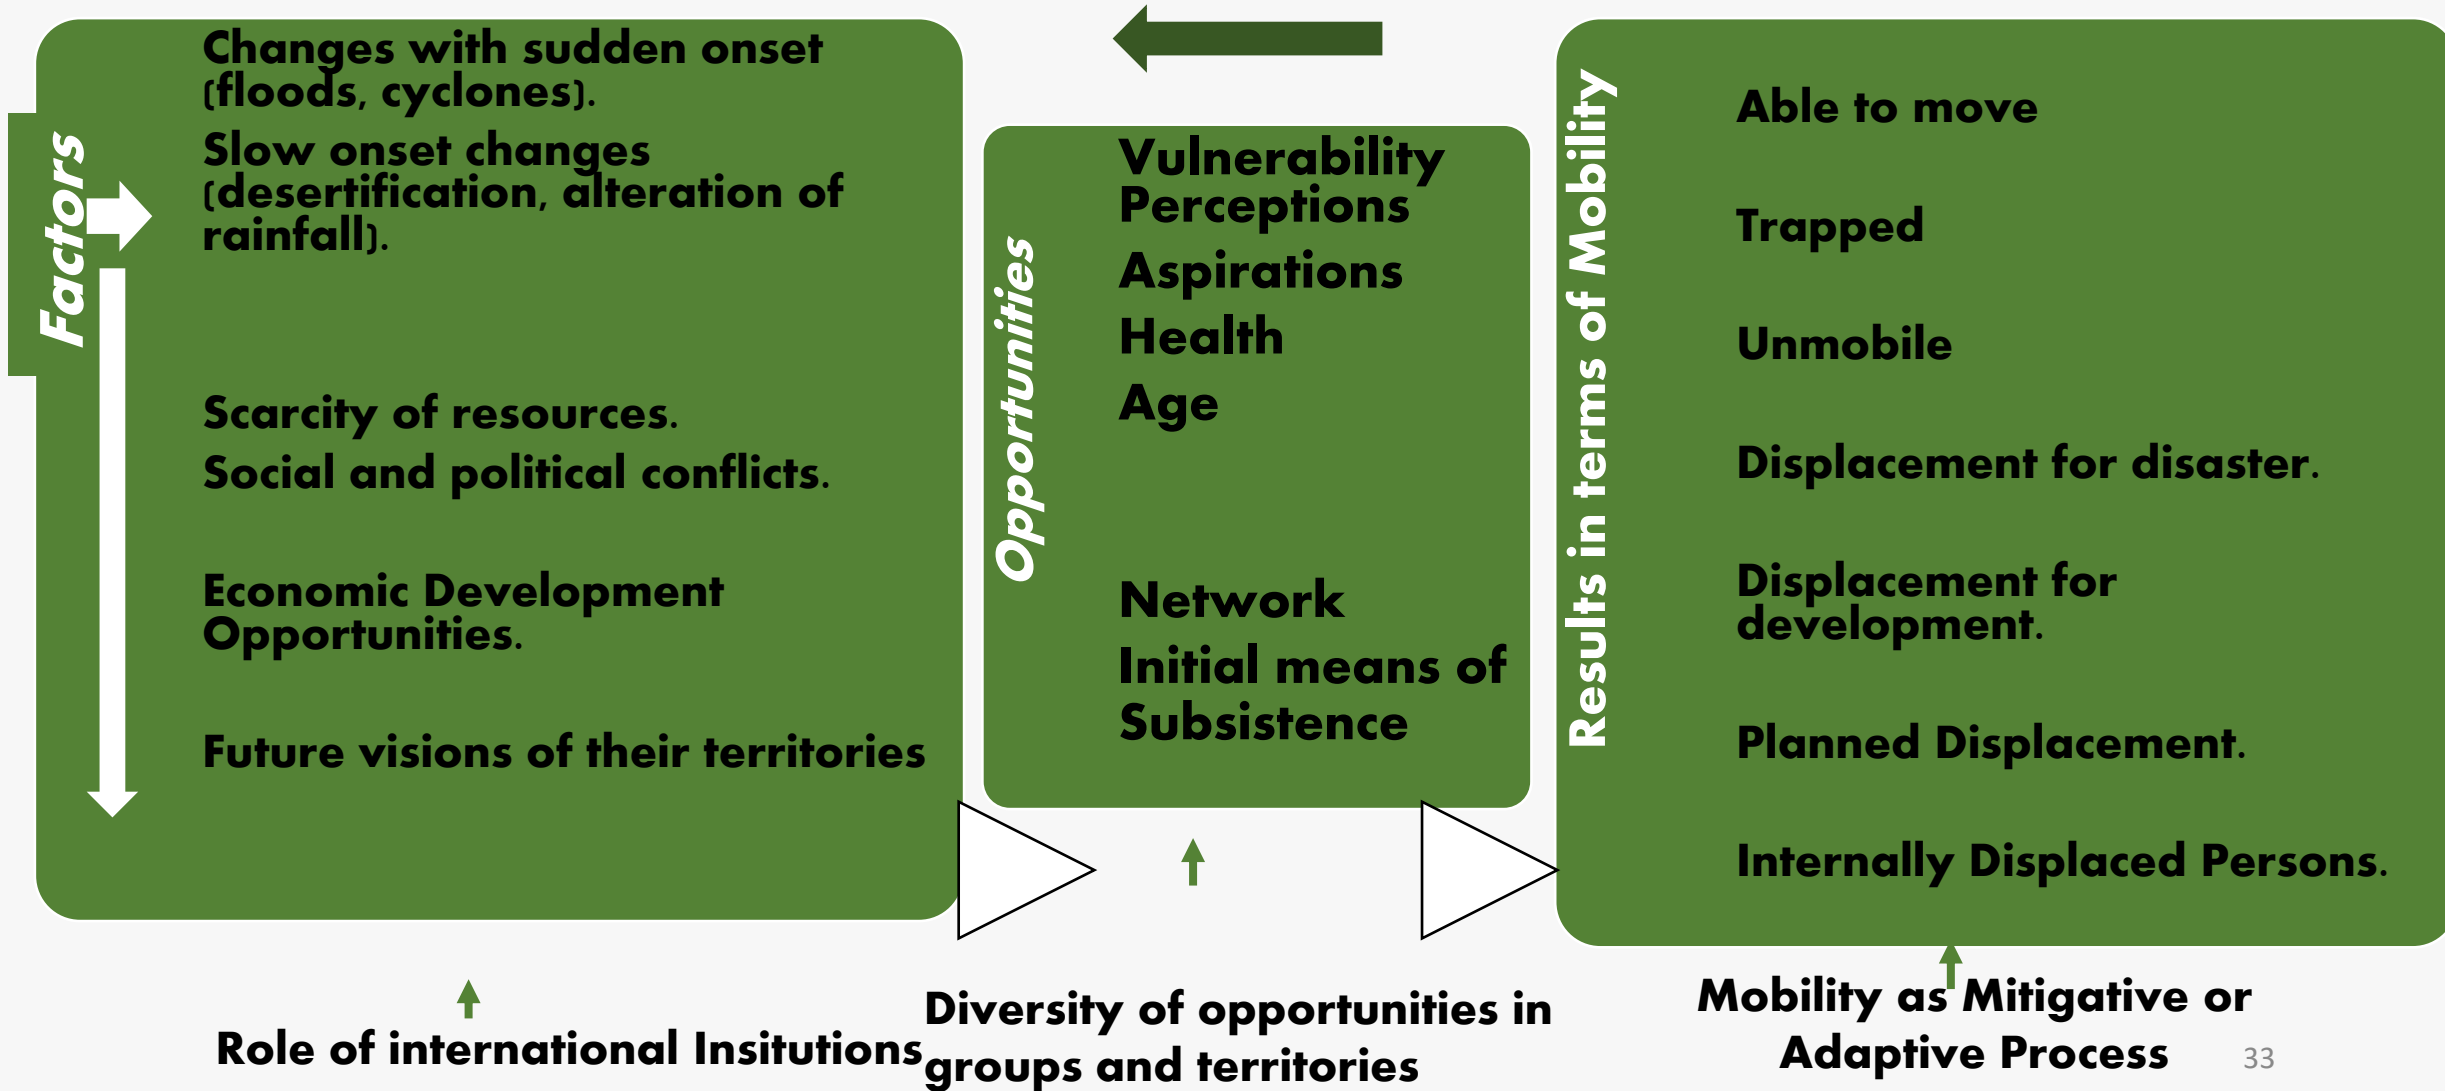 Factors
Changes with sudden onset
(floods, cyclones).
Slow onset changes
(desertification, alteration of
rainfall).
Scarcity of resources.
Social and political conflicts.
Economic Development
Opportunities.
Future visions of their territories
Opportunities
Vulnerability
Perceptions
Aspirations
Health
Age
Network
Initial means of
Subsistence
Results in terms of Mobility
Able to move
Trapped
Unmobile
Displacement for disaster.
Displacement for
development.
Planned Displacement.
Internally Displaced Persons.
Role of international Insitutions
Diversity of opportunities in
groups and territories
Mobility as Mitigative or
Adaptive Process
33